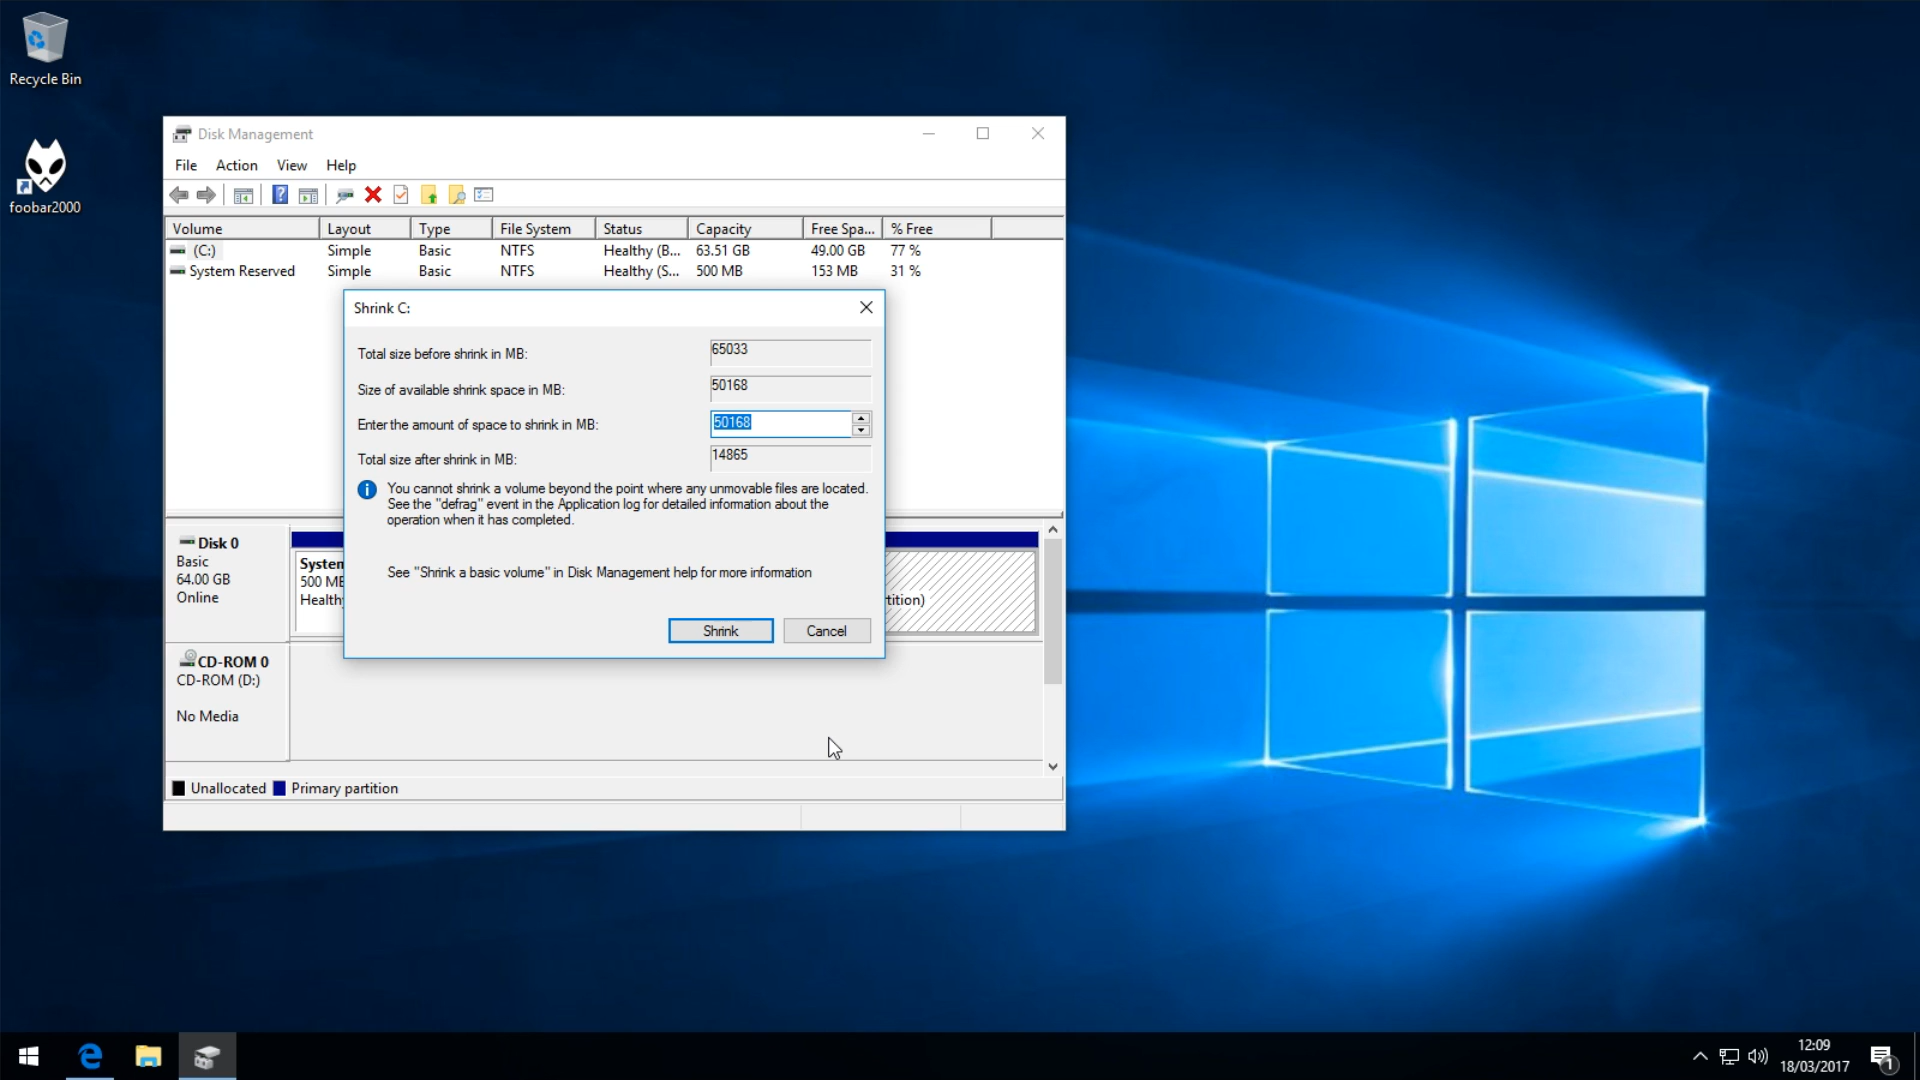 Recycle Bin
foobar2000
Disk Management
File Action View Help
Volume Layout Type File System Status Capacity Free Spa... % Free
(C:) Simple Basic NTFS Healthy (B... 63.51 GB 49.00 GB 77 %
System Reserved Simple Basic NTFS Healthy (S... 500 MB 153 MB 31 %
Shrink C:
Total size before shrink in MB: 65033
Size of available shrink space in MB: 50168
Enter the amount of space to shrink in MB: 50168
Total size after shrink in MB: 14865
You cannot shrink a volume beyond the point where any unmovable files are located.
See the "defrag" event in the Application log for detailed information about the
operation when it has completed.
See "Shrink a basic volume" in Disk Management help for more information
Shrink Cancel
Disk 0
Basic
64.00 GB
Online
System
500 MB
Healthy
tition)
CD-ROM 0
CD-ROM (D:)
No Media
Unallocated Primary partition
12:09
18/03/2017
1